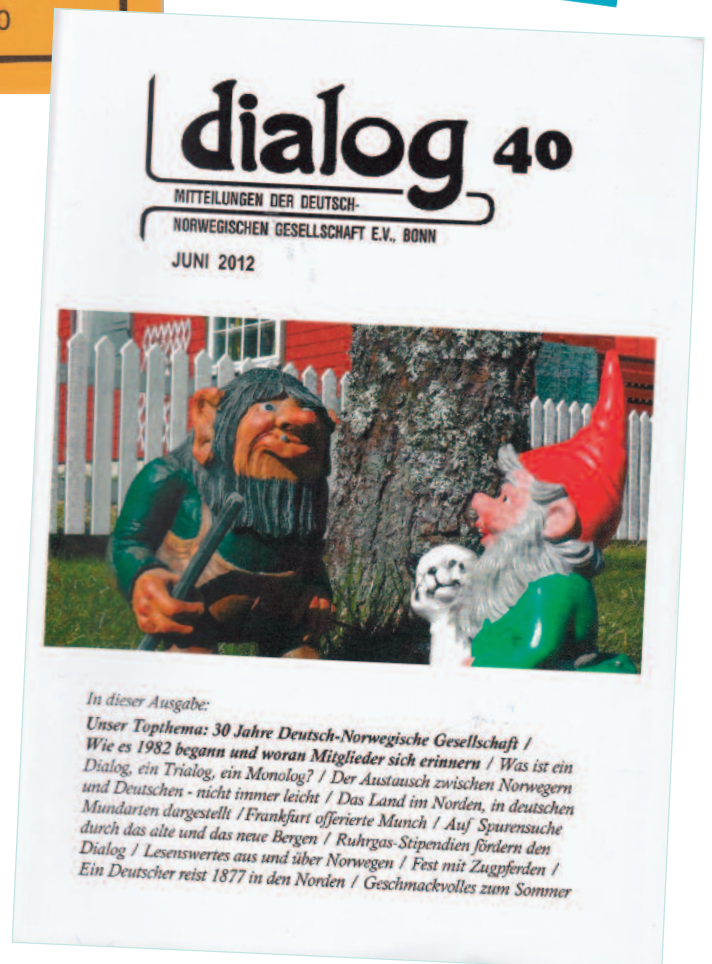 0
dialog 40
MITTEILUNGEN DER DEUTSCH-
NORWEGISCHEN GESELLSCHAFT E.V., BONN
JUNI 2012
In dieser Ausgabe:
Unser Topthema: 30 Jahre Deutsch-Norwegische Gesellschaft /
Wie es 1982 begann und woran Mitglieder sich erinnern / Was ist ein
Dialog, ein Trialog, ein Monolog? / Der Austausch zwischen Norwegern
und Deutschen - nicht immer leicht / Das Land im Norden, in deutschen
Mundarten dargestellt / Frankfurt offerierte Munch / Auf Spurensuche
durch das alte und das neue Bergen / Ruhrgas-Stipendien fördern den
Dialog / Lesenswertes aus und über Norwegen / Fest mit Zugpferden /
Ein Deutscher reist 1877 in den Norden / Geschmackvolles zum Sommer